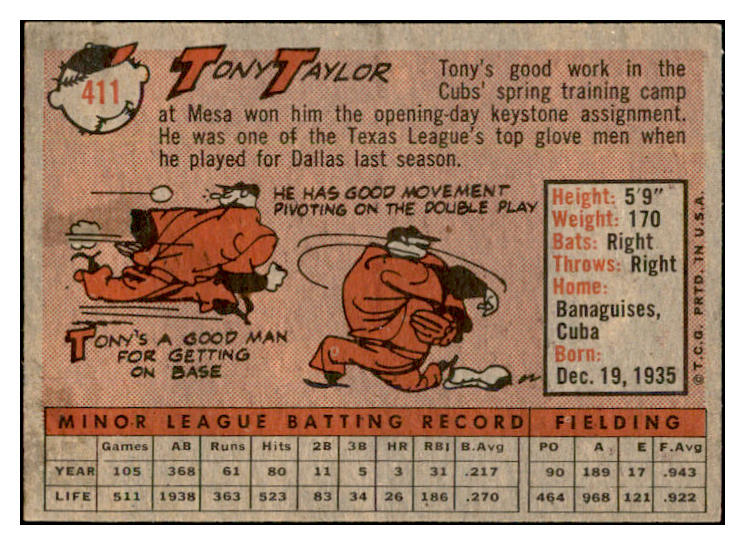 411
TONY TAYLOR
Tony's good work in the
Cubs' spring training camp
at Mesa won him the opening-day keystone assignment.
He was one of the Texas League's top glove men when
he played for Dallas last season.
HE HAS GOOD MOVEMENT
PIVOTING ON THE DOUBLE PLAY
TONY'S A GOOD MAN
FOR GETTING
ON BASE
Height: 5'9"
Weight: 170
Bats: Right
Throws: Right
Home:
Banaguises,
Cuba
Born:
Dec. 19, 1935
© T.C.G. PRTD. IN U.S.A.
MINOR LEAGUE BATTING RECORD FIELDING
Games AB Runs Hits 2B 3B HR RBI B.Avg PO A E F.Avg
YEAR 105 368 61 80 11 5 3 31 .217 90 189 17 .943
LIFE 511 1938 363 523 83 34 26 186 .270 464 968 121 .922